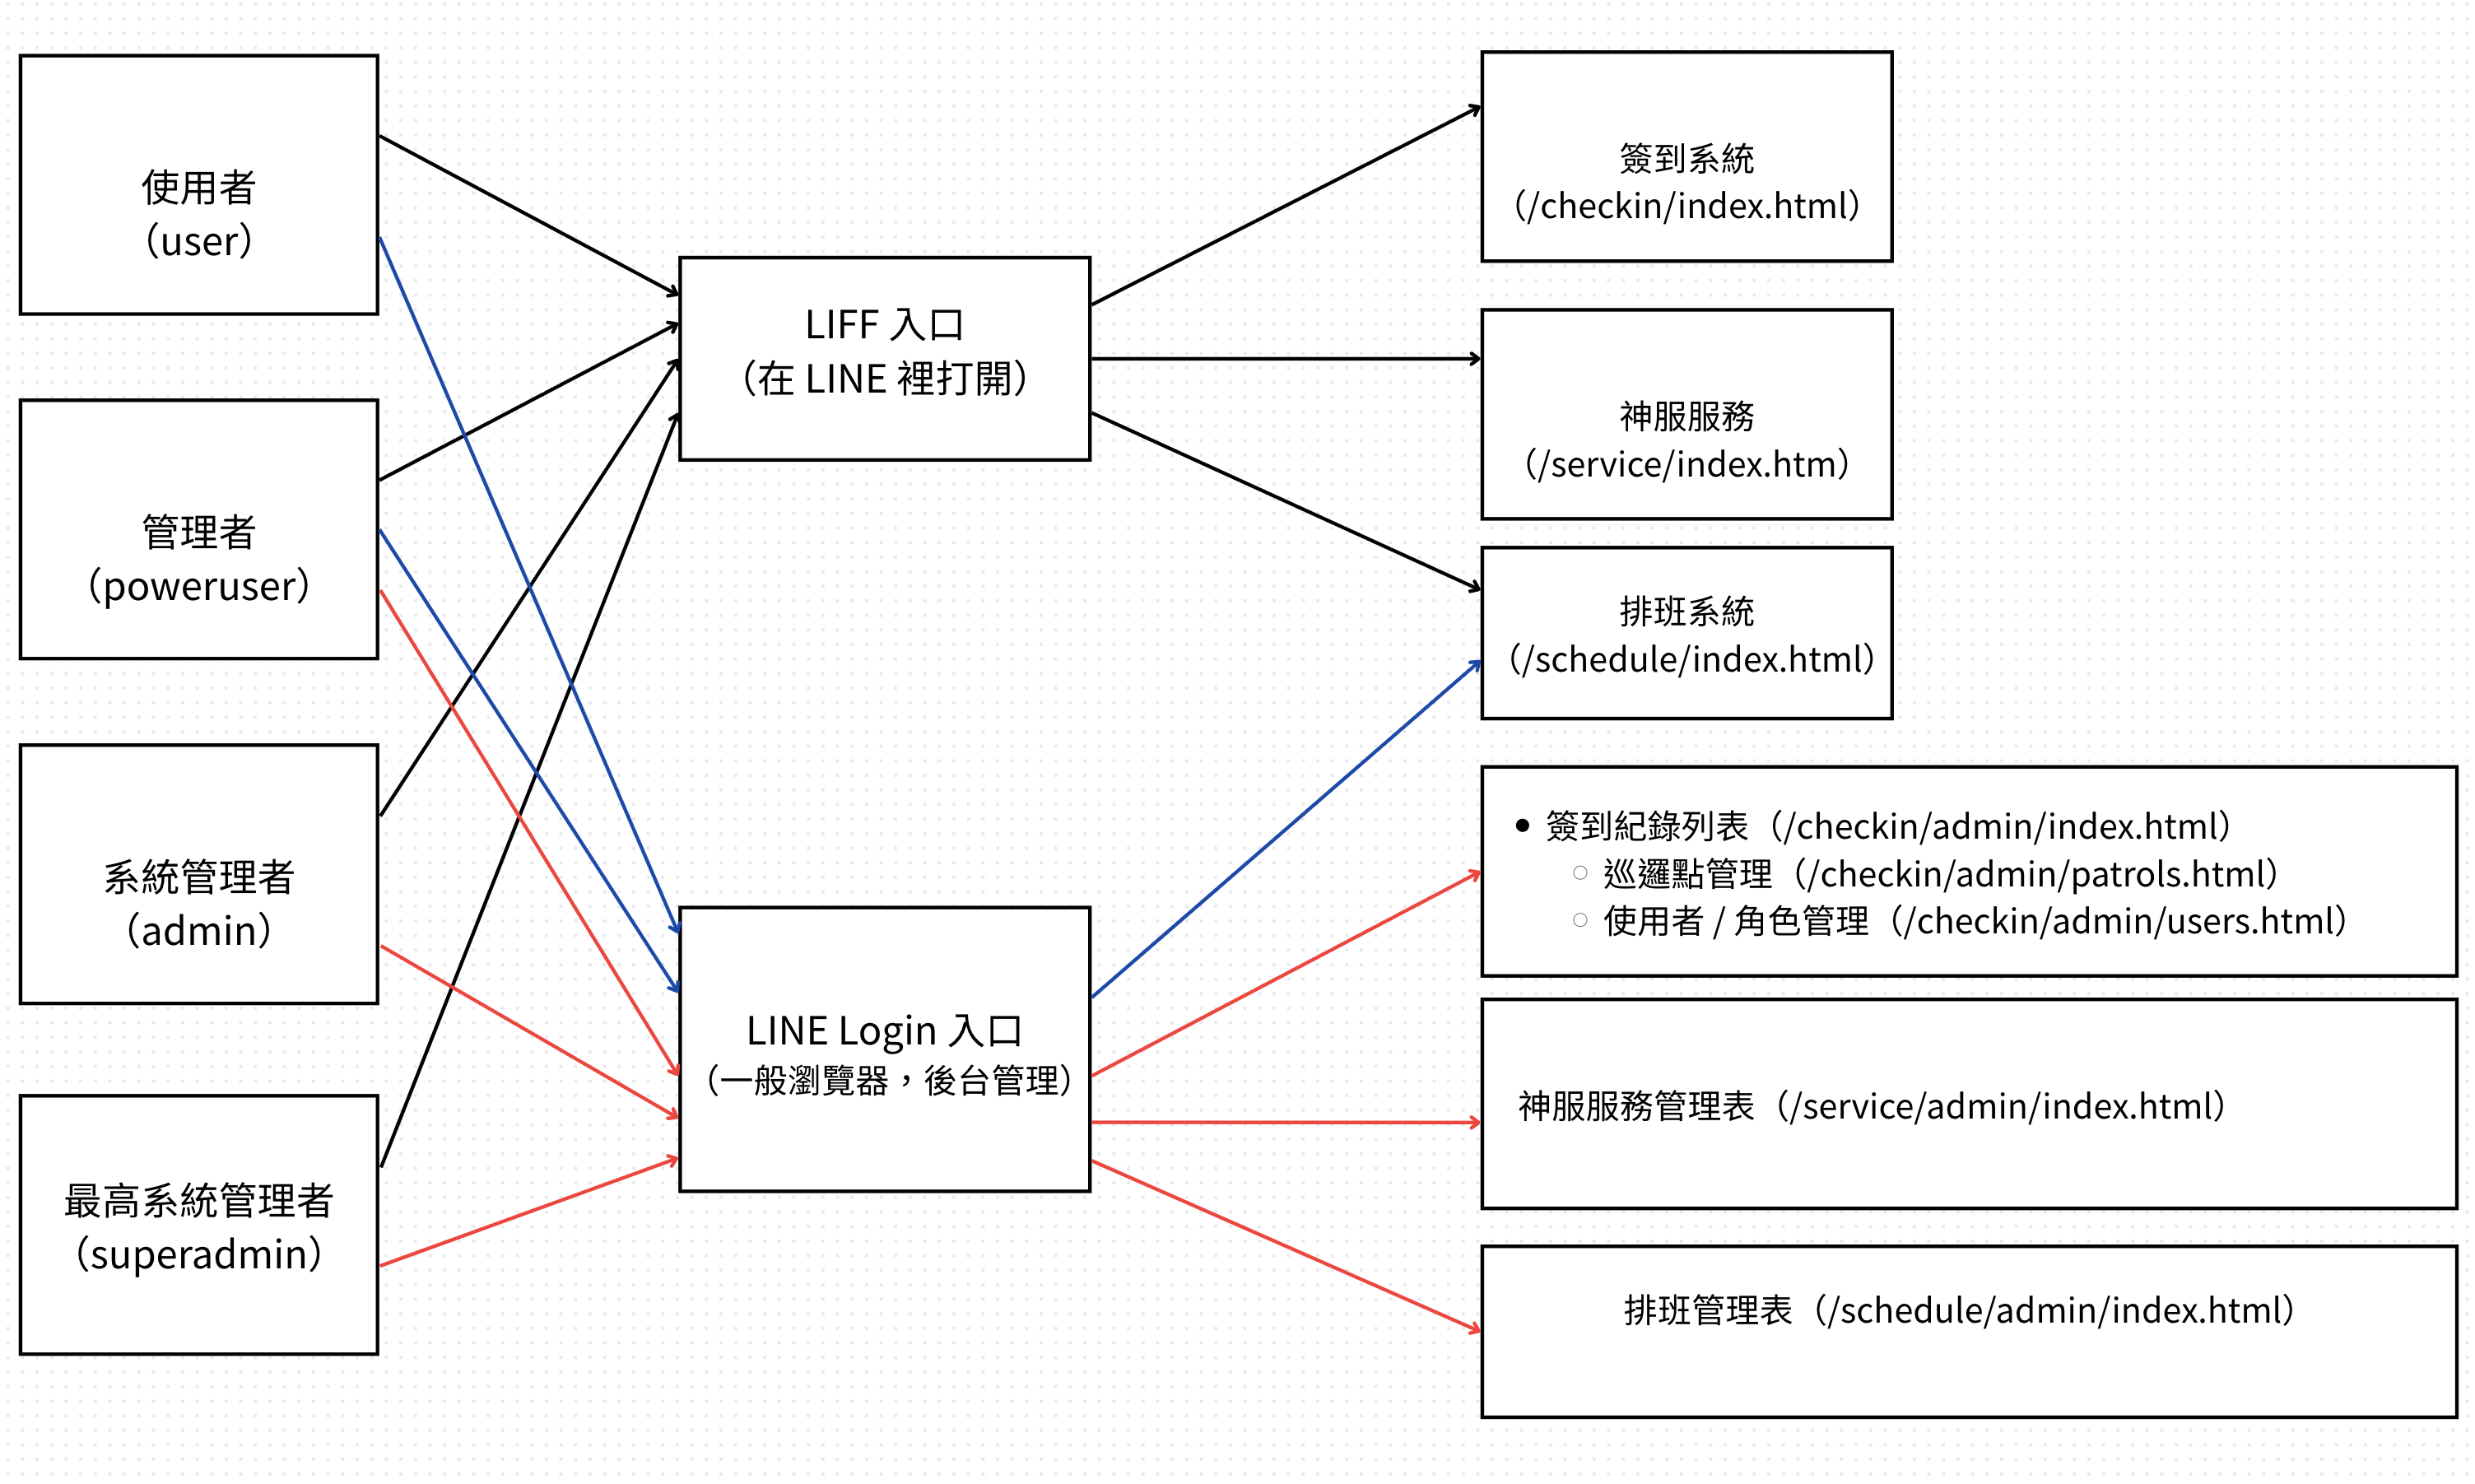 使用者
（user）
管理者
（poweruser）
系統管理者
（admin）
最高系統管理者
（superadmin）
LIFF 入口
（在 LINE 裡打開）
LINE Login 入口
（一般瀏覽器，後台管理）
簽到系統
（/checkin/index.html）
神服服務
（/service/index.htm）
排班系統
（/schedule/index.html）
• 簽到紀錄列表（/checkin/admin/index.html）
○ 巡邏點管理（/checkin/admin/patrols.html）
○ 使用者 / 角色管理（/checkin/admin/users.html）
神服服務管理表（/service/admin/index.html）
排班管理表（/schedule/admin/index.html）